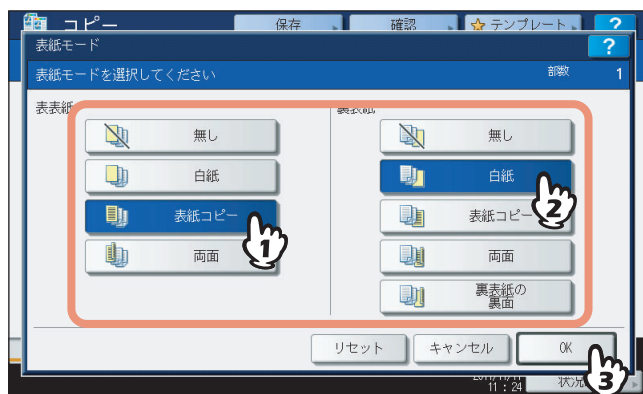 コピー
保存
確認
テンプレート
?
表紙モード
?
表紙モードを選択してください
部数 1
表表紙
裏表紙
無し
無し
白紙
白紙
2
表紙コピー
1
表紙コピー
両面
両面
裏表紙の
裏面
リセット
キャンセル
OK
3
11:24
状況